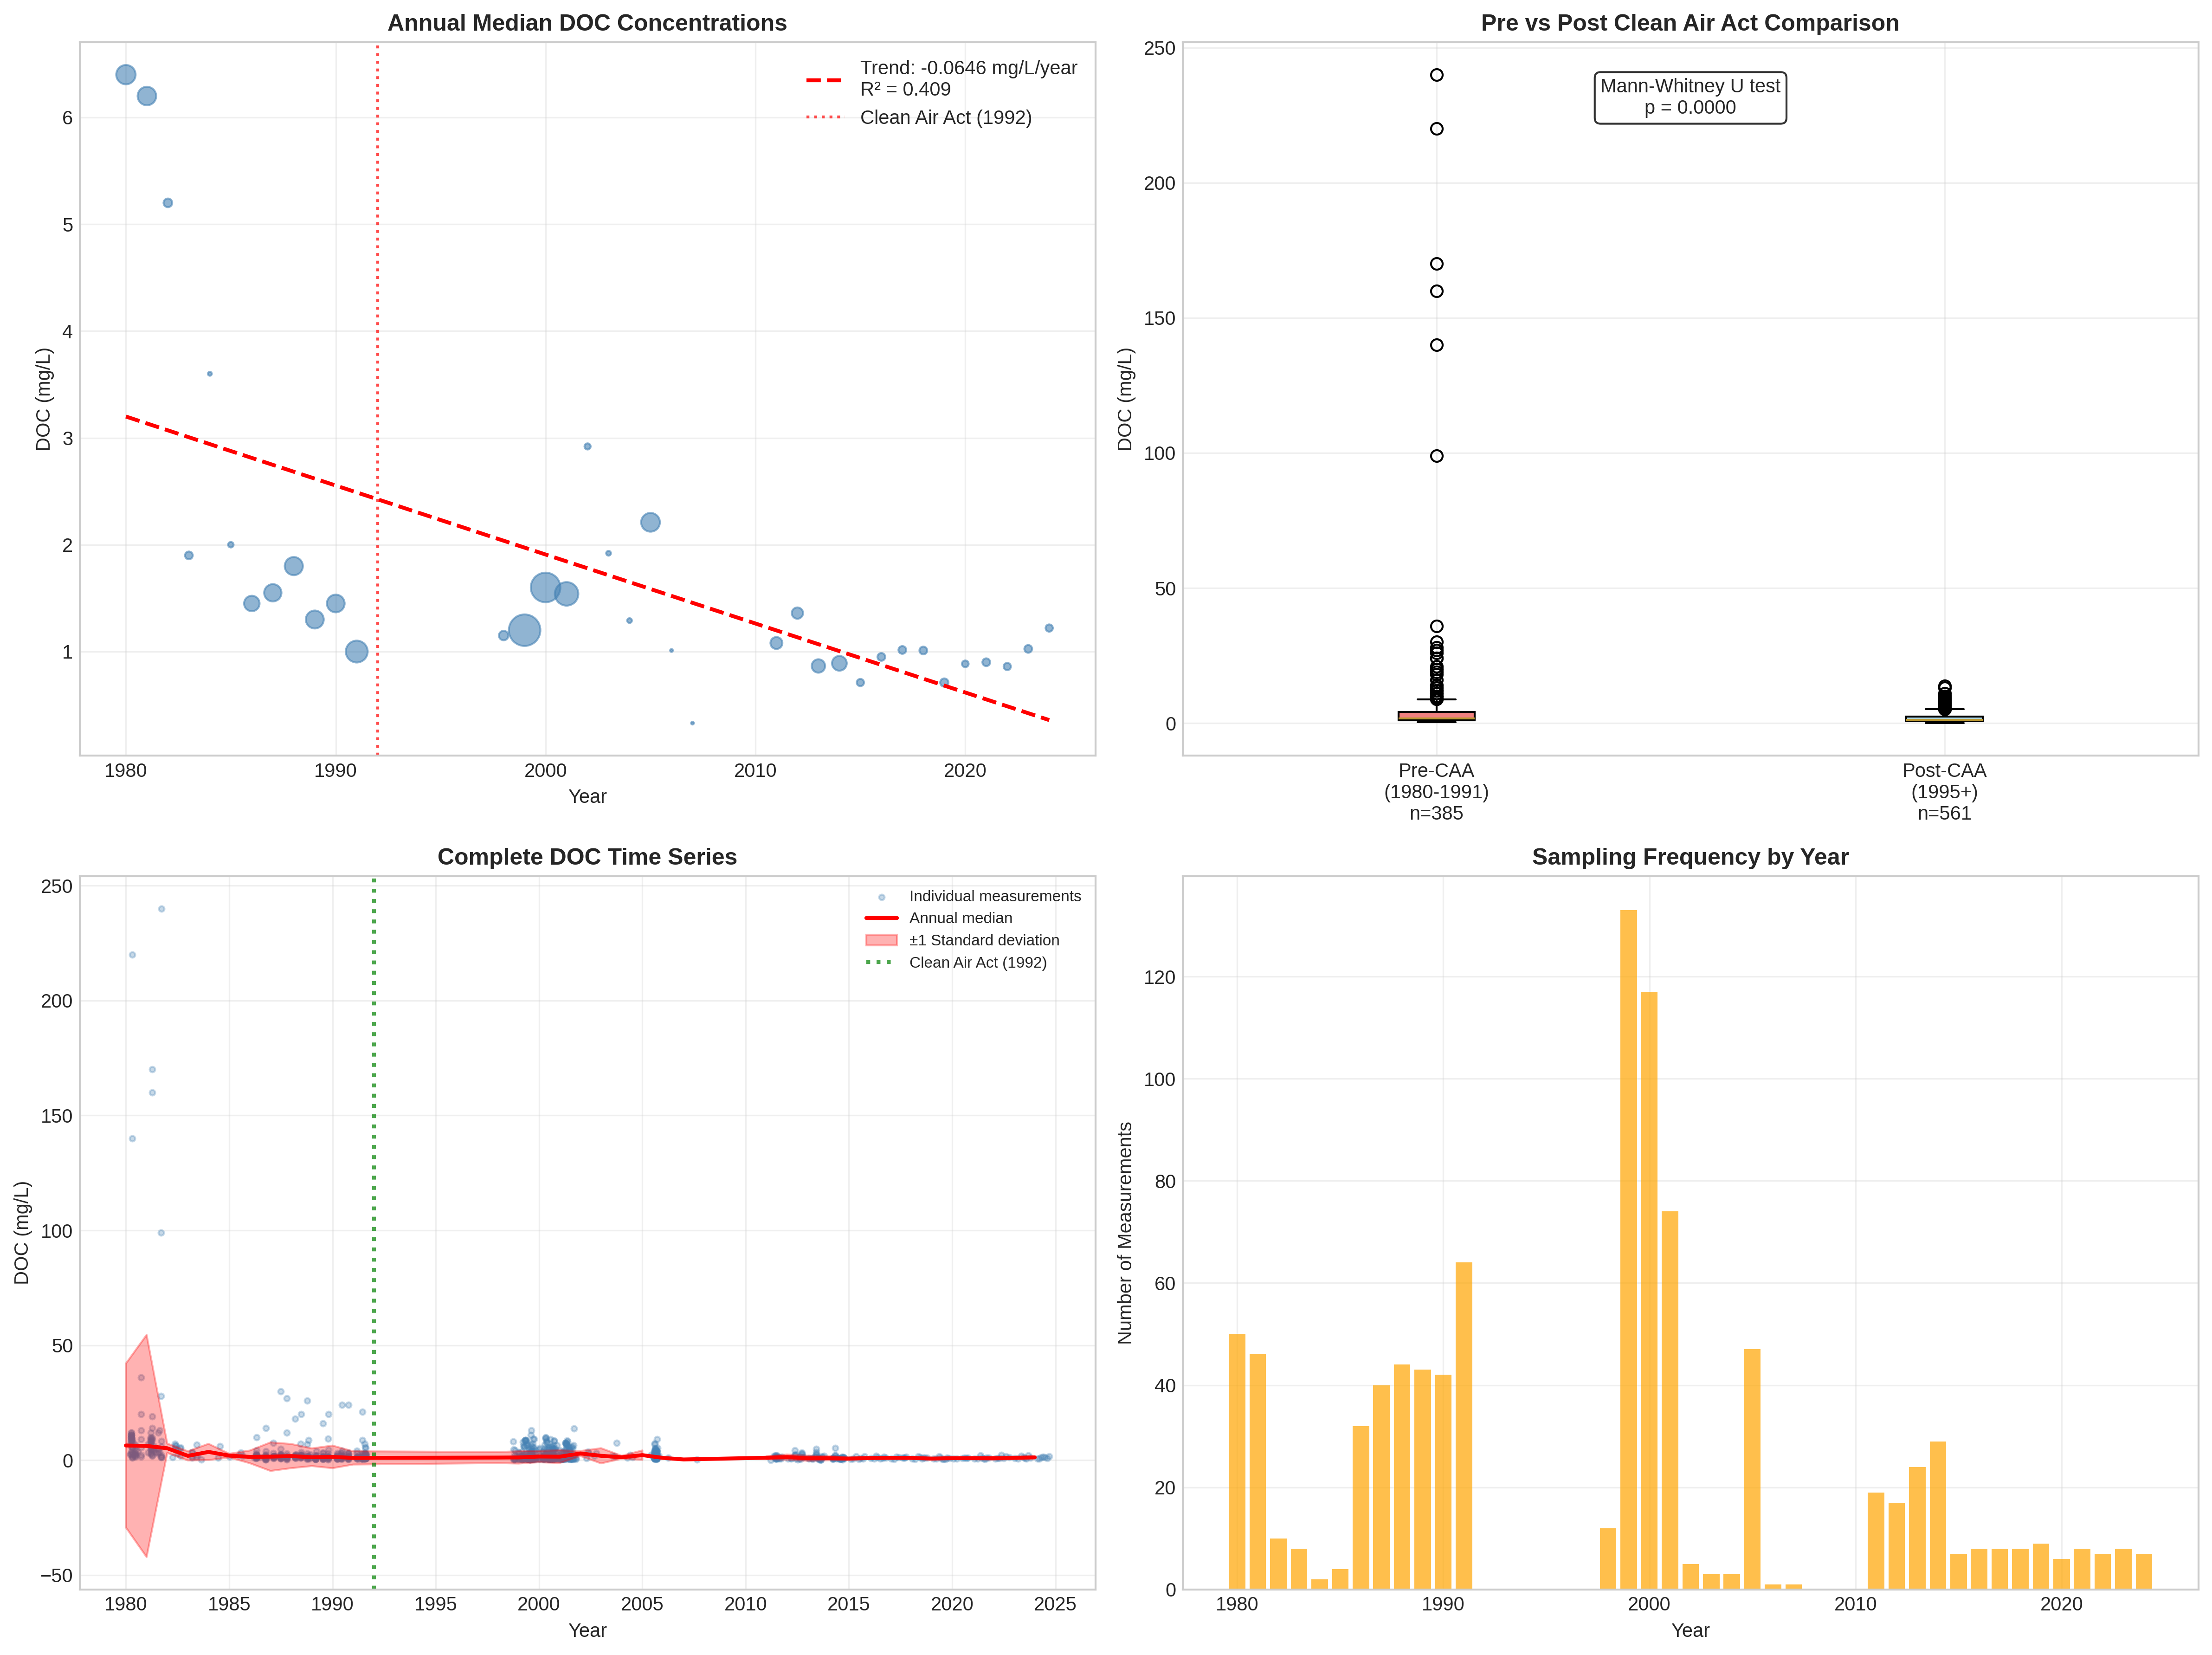 Annual Median DOC Concentrations
DOC (mg/L)
6
5
4
3
2
1
Trend: -0.0646 mg/L/year
R² = 0.409
Clean Air Act (1992)
1980
1990
2000
2010
2020
Year
Pre vs Post Clean Air Act Comparison
DOC (mg/L)
250
200
150
100
50
0
Mann-Whitney U test
p = 0.0000
Pre-CAA
(1980-1991)
n=385
Post-CAA
(1995+)
n=561
Complete DOC Time Series
DOC (mg/L)
250
200
150
100
50
0
−50
Individual measurements
Annual median
±1 Standard deviation
Clean Air Act (1992)
1980
1985
1990
1995
2000
2005
2010
2015
2020
2025
Year
Sampling Frequency by Year
Number of Measurements
120
100
80
60
40
20
0
1980
1990
2000
2010
2020
Year